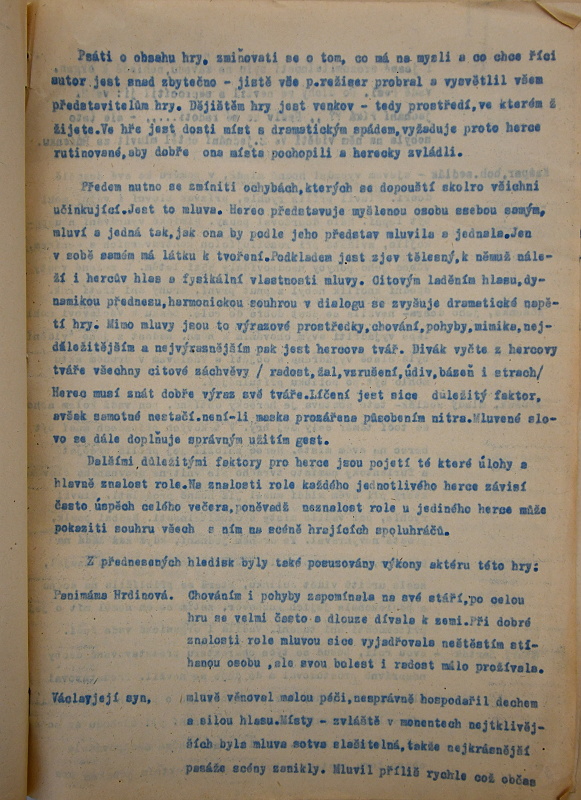 Psáti o obsahu hry, zmiňovati se o tom, co má na mysli a co chce říci
autor jest snad zbytečno - jistě vše p.režiser probral a vysvětlil všem
představitelům hry. Dějištěm hry jest venkov - tedy prostředí,ve kterém ž
žijete.Ve hře jest dosti míst s dramatickým spádem,vyžaduje proto herce
rutinované,aby dobře ona místa pochopili a herecky zvládli.
Předem nutno se zmíniti ochybách,kterých se dopouští skolro všichni
učinkující.Jest to mluva. Herec představuje myšlenou osobu ssebou samým,
mluví a jedná tak,jak ona by podle jeho představ mluvila a jednala.Jen
v sobě samém má látku k tvoření.Podkladem jest zjev tělesný,k němuž nále-
ží i hercův hlas a fysikální vlastnosti mluvy. Citovým laděním hlasu,dy-
namikou přednesu,harmonickou souhrou v dialogu se zvyšuje dramatické napě-
tí hry. Mimo mluvy jsou to výrazové prostředky,chování,pohyby,mimika,nej-
důležitějším a nejvýraznějším pak jest hercova tvář. Divák vyčte z hercovy
tváře všechny citové záchvěvy / radost,žal,vzrušení,údiv,bázeň i strach/
Herec musí znát dobře výraz své tváře.Líčení jest sice důležitý faktor,
avšak samotné nestačí.není-li maska prozářena působením nitra.Mluvené slo-
vo se dále doplňuje správným užitím gest.
Dalšími důležitými faktory pro herce jsou pojetí té které úlohy a
hlavně znalost role.Na znalosti role každého jednotlivého herce závisí
často úspěch celého večera,poněvadž neznalost role u jediného herce může
pokaziti souhru všech s ním na scéně hrajících spoluhráčů.
Z přednesených hledisk byly také posuzovány výkony aktéru této hry:
Panimáma Hrdinová. Chováním i pohyby zapomínala na své stáří,po celou
hru se velmi často a dlouze dívala k zemi.Při dobré
znalosti role mluvou sice vyjadřovala neštěstím stí-
hanou osobu ,ale svou bolest i radost málo prožívala.
Václavjejí syn, mluvě věnoval malou péči,nesprávně hospodařil dechem
a silou hlasu.Místy - zvláště v momentech nejtklivěj-
ších byla mluva sotva slačitelná,takže nejkrásnější
pasáže scény zanikly. Mluvil příliš rychle což občas